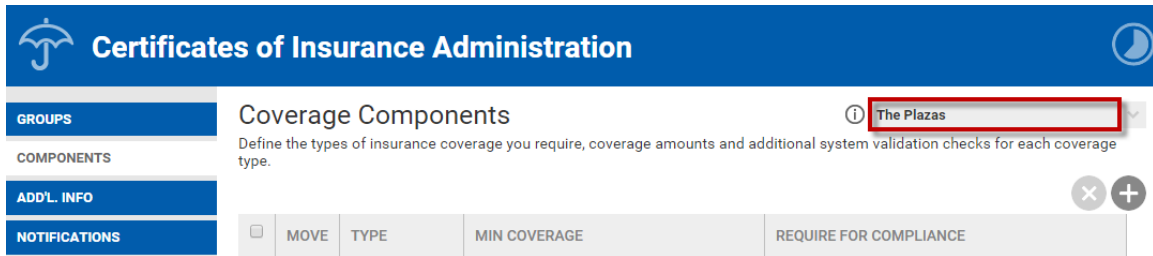 Certificates of Insurance Administration
GROUPS
COMPONENTS
ADD'L. INFO
NOTIFICATIONS
Coverage Components
The Plazas
Define the types of insurance coverage you require, coverage amounts and additional system validation checks for each coverage
type.
MOVE TYPE MIN COVERAGE REQUIRE FOR COMPLIANCE